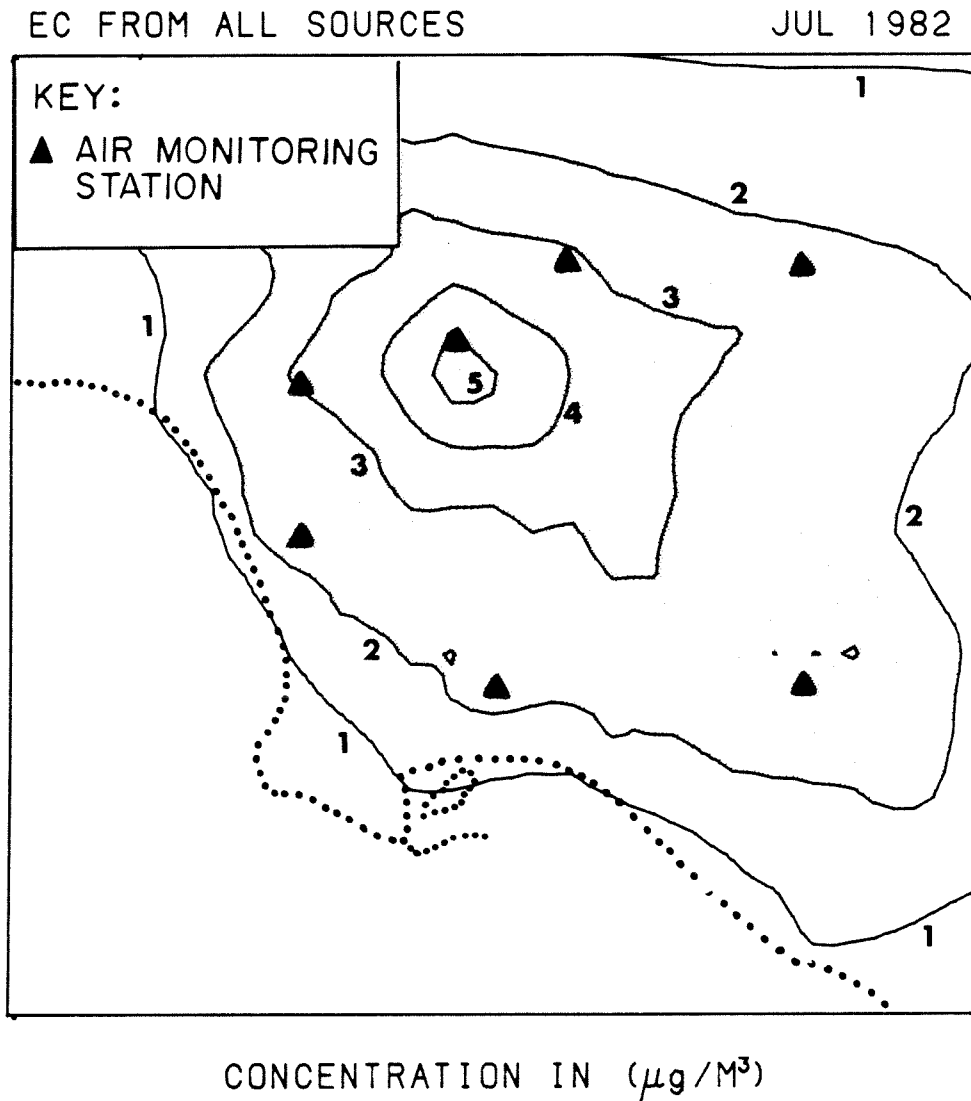 EC FROM ALL SOURCES JUL 1982
KEY:
▲ AIR MONITORING
STATION
1
2
3
1
5
4
3
2
2
1
1
CONCENTRATION IN (µg/M³)